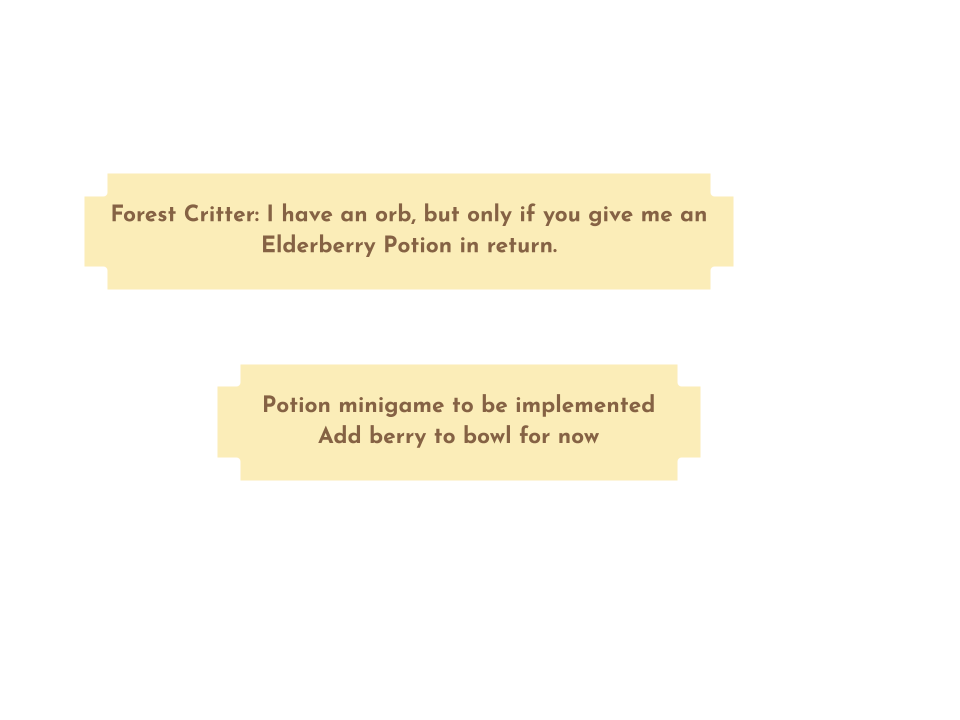 Forest Critter: I have an orb, but only if you give me an
Elderberry Potion in return.
Potion minigame to be implemented
Add berry to bowl for now